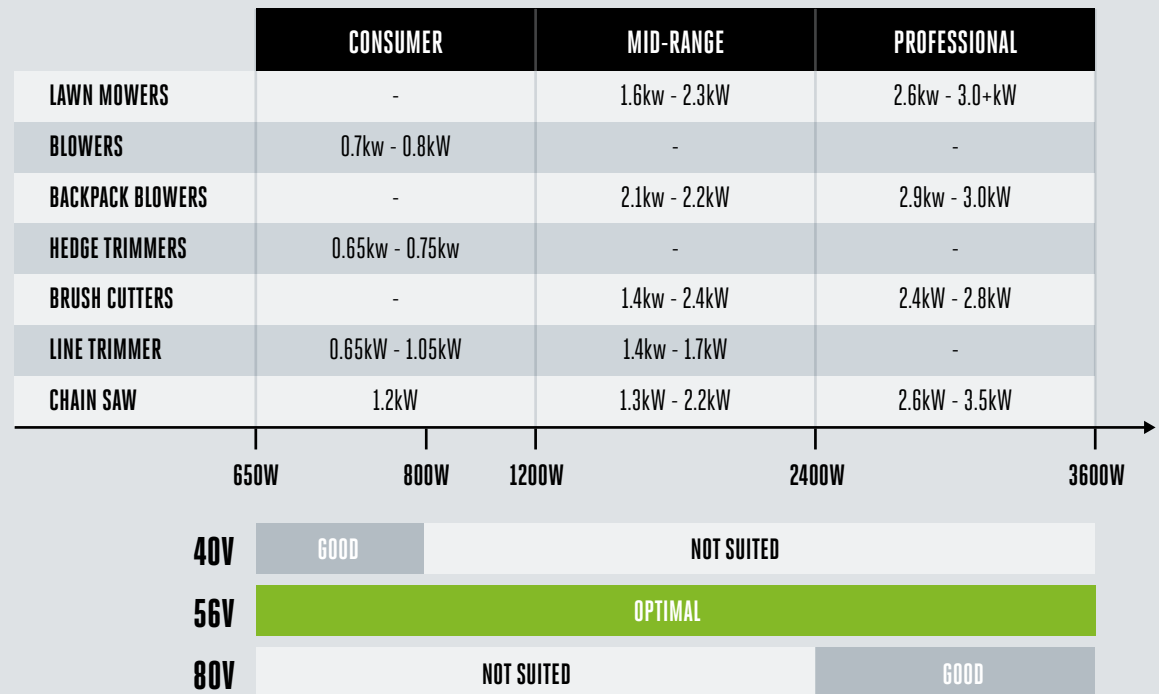 CONSUMER MID-RANGE PROFESSIONAL
LAWN MOWERS - 1.6kw - 2.3kW 2.6kw - 3.0+kW
BLOWERS 0.7kw - 0.8kW - -
BACKPACK BLOWERS - 2.1kw - 2.2kW 2.9kw - 3.0kW
HEDGE TRIMMERS 0.65kw - 0.75kw - -
BRUSH CUTTERS - 1.4kw - 2.4kW 2.4kW - 2.8kW
LINE TRIMMER 0.65kW - 1.05kW 1.4kw - 1.7kW -
CHAIN SAW 1.2kW 1.3kW - 2.2kW 2.6kW - 3.5kW
650W 800W 1200W 2400W 3600W
40V GOOD NOT SUITED
56V OPTIMAL
80V NOT SUITED GOOD